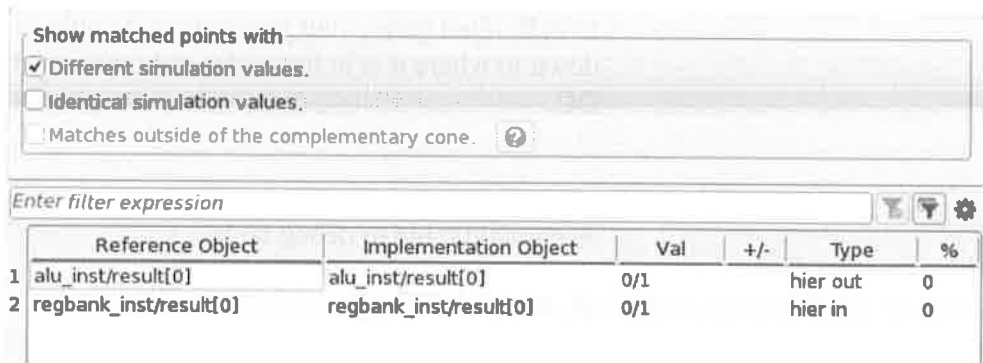 Show matched points with
Different simulation values.
Identical simulation values.
Matches outside of the complementary cone.
Enter filter expression
Reference Object Implementation Object Val +/- Type %
1 alu_inst/result[0] alu_inst/result[0] 0/1 hier out 0
2 regbank_inst/result[0] regbank_inst/result[0] 0/1 hier in 0